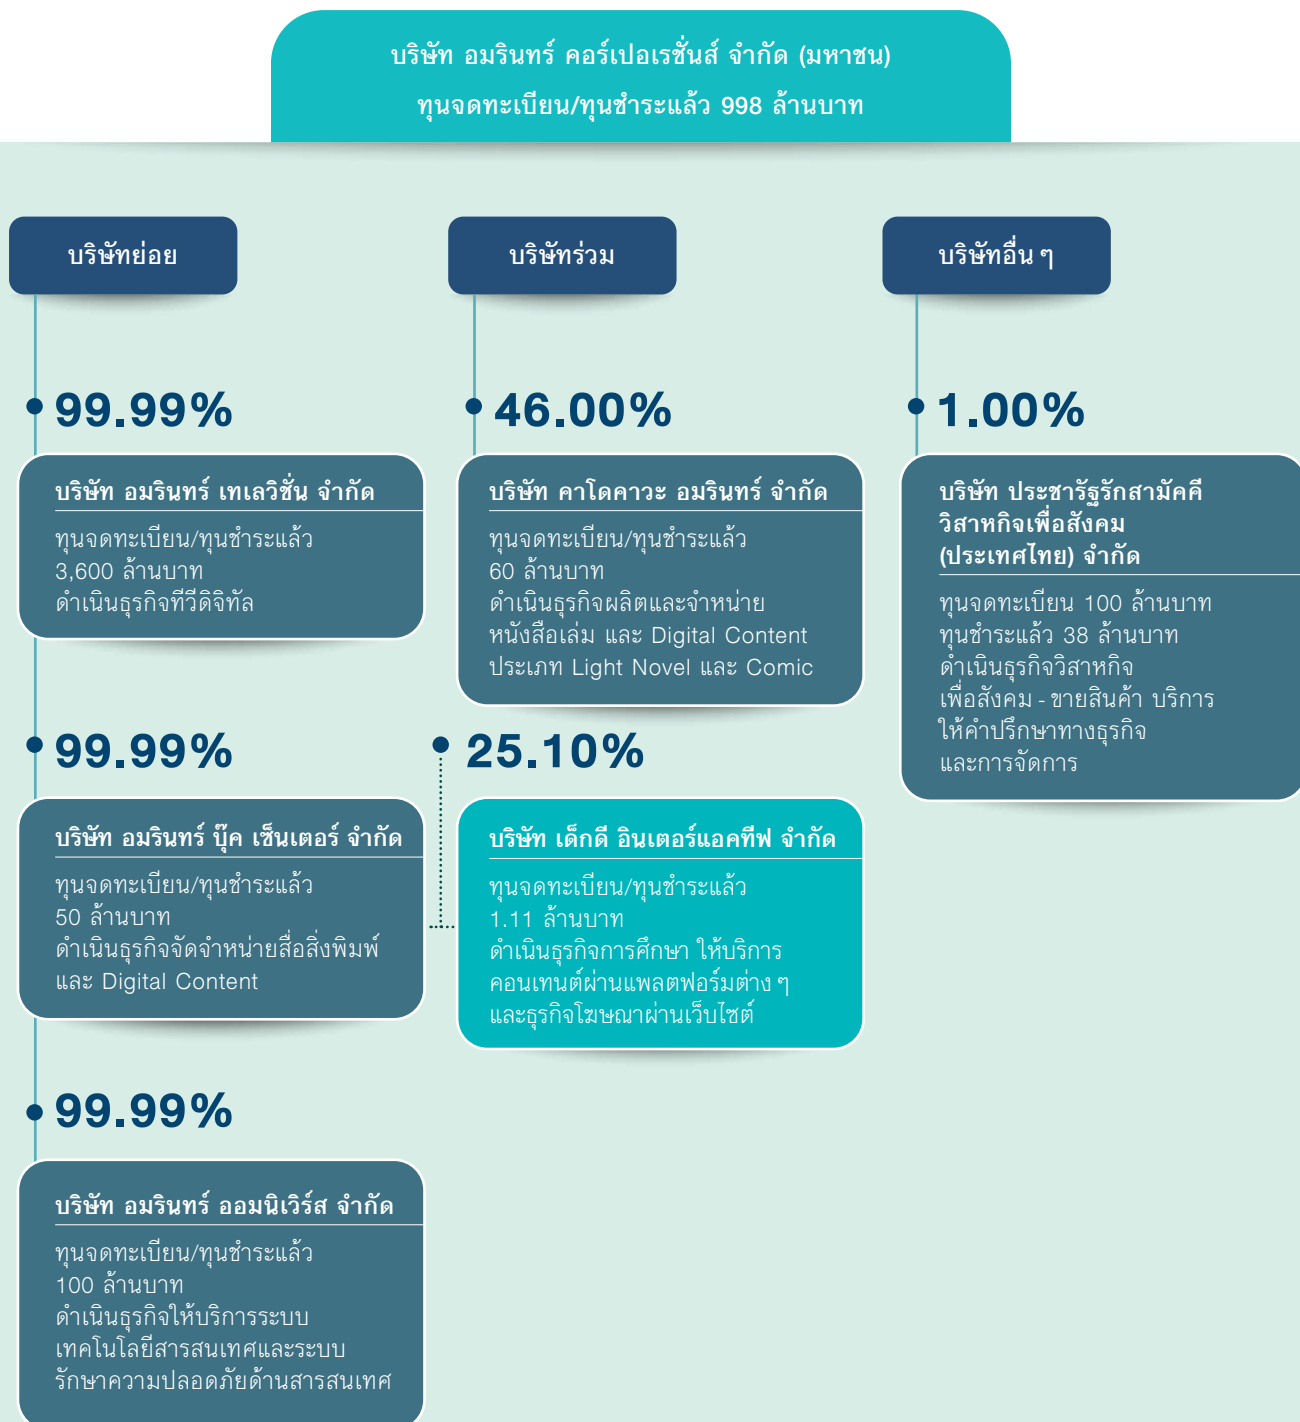 บริษัท อมรินทร์ คอร์เปอเรชั่นส์ จำกัด (มหาชน)
ทุนจดทะเบียน/ทุนชำระแล้ว 998 ล้านบาท
บริษัทย่อย
99.99%
บริษัท อมรินทร์ เทเลวิชั่น จำกัด
ทุนจดทะเบียน/ทุนชำระแล้ว
3,600 ล้านบาท
ดำเนินธุรกิจทีวีดิจิทัล
99.99%
บริษัท อมรินทร์ บุ๊ค เซ็นเตอร์ จำกัด
ทุนจดทะเบียน/ทุนชำระแล้ว
50 ล้านบาท
ดำเนินธุรกิจจัดจำหน่ายสื่อสิ่งพิมพ์
และ Digital Content
99.99%
บริษัท อมรินทร์ ออมนิเวิร์ส จำกัด
ทุนจดทะเบียน/ทุนชำระแล้ว
100 ล้านบาท
ดำเนินธุรกิจให้บริการระบบ
เทคโนโลยีสารสนเทศและระบบ
รักษาความปลอดภัยด้านสารสนเทศ
บริษัทร่วม
46.00%
บริษัท คาโดคาวะ อมรินทร์ จำกัด
ทุนจดทะเบียน/ทุนชำระแล้ว
60 ล้านบาท
ดำเนินธุรกิจผลิตและจำหน่าย
หนังสือเล่ม และ Digital Content
ประเภท Light Novel และ Comic
25.10%
บริษัท เด็กดี อินเตอร์แอคทีฟ จำกัด
ทุนจดทะเบียน/ทุนชำระแล้ว
1.11 ล้านบาท
ดำเนินธุรกิจการศึกษา ให้บริการ
คอนเทนต์ผ่านแพลตฟอร์มต่าง ๆ
และธุรกิจโฆษณาผ่านเว็บไซต์
บริษัทอื่น ๆ
1.00%
บริษัท ประชารัฐรักสามัคคี
วิสาหกิจเพื่อสังคม
(ประเทศไทย) จำกัด
ทุนจดทะเบียน 100 ล้านบาท
ทุนชำระแล้ว 38 ล้านบาท
ดำเนินธุรกิจวิสาหกิจ
เพื่อสังคม - ขายสินค้า บริการ
ให้คำปรึกษาทางธุรกิจ
และการจัดการ